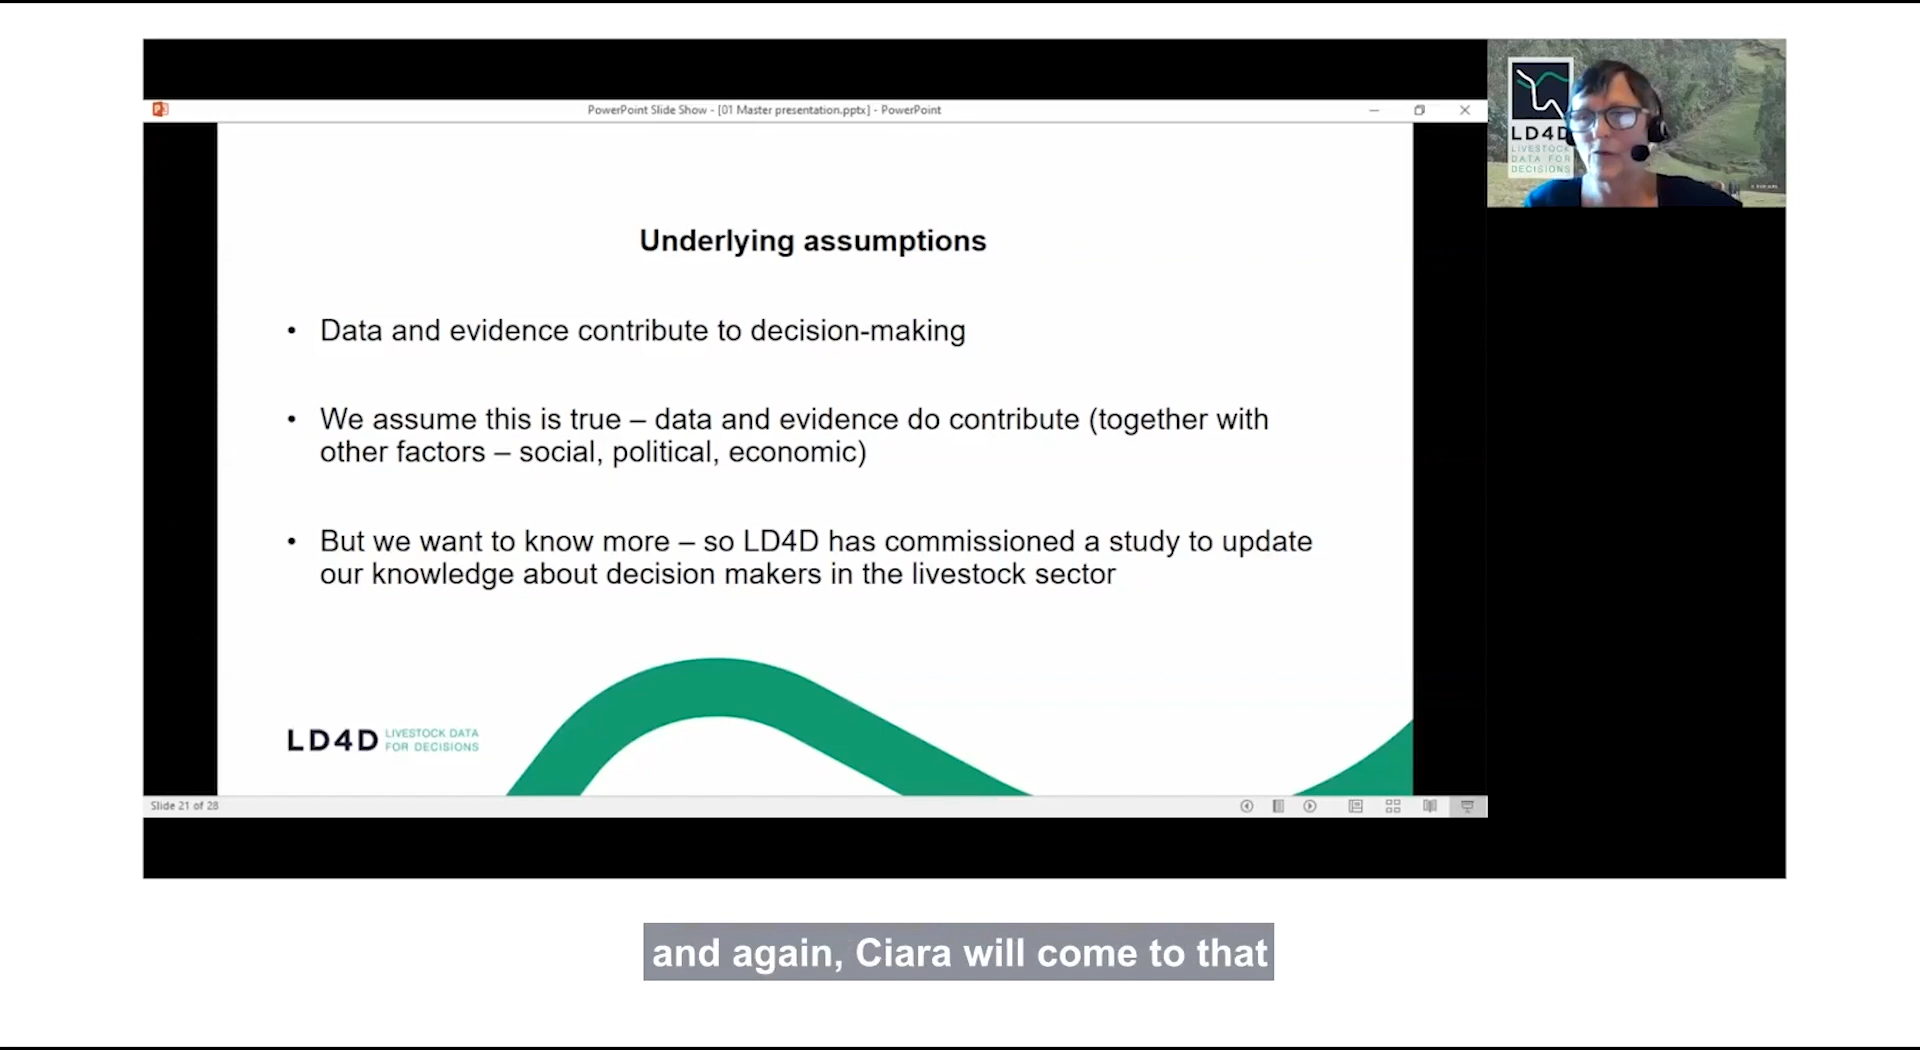 PowerPoint Slide Show - [01 Master presentation.pptx] - PowerPoint
LD4D
LIVESTOCK
DATA FOR
DECISIONS
Underlying assumptions
• Data and evidence contribute to decision-making
• We assume this is true – data and evidence do contribute (together with
other factors – social, political, economic)
• But we want to know more – so LD4D has commissioned a study to update
our knowledge about decision makers in the livestock sector
LD4D LIVESTOCK DATA
FOR DECISIONS
Slide 21 of 28
and again, Ciara will come to that